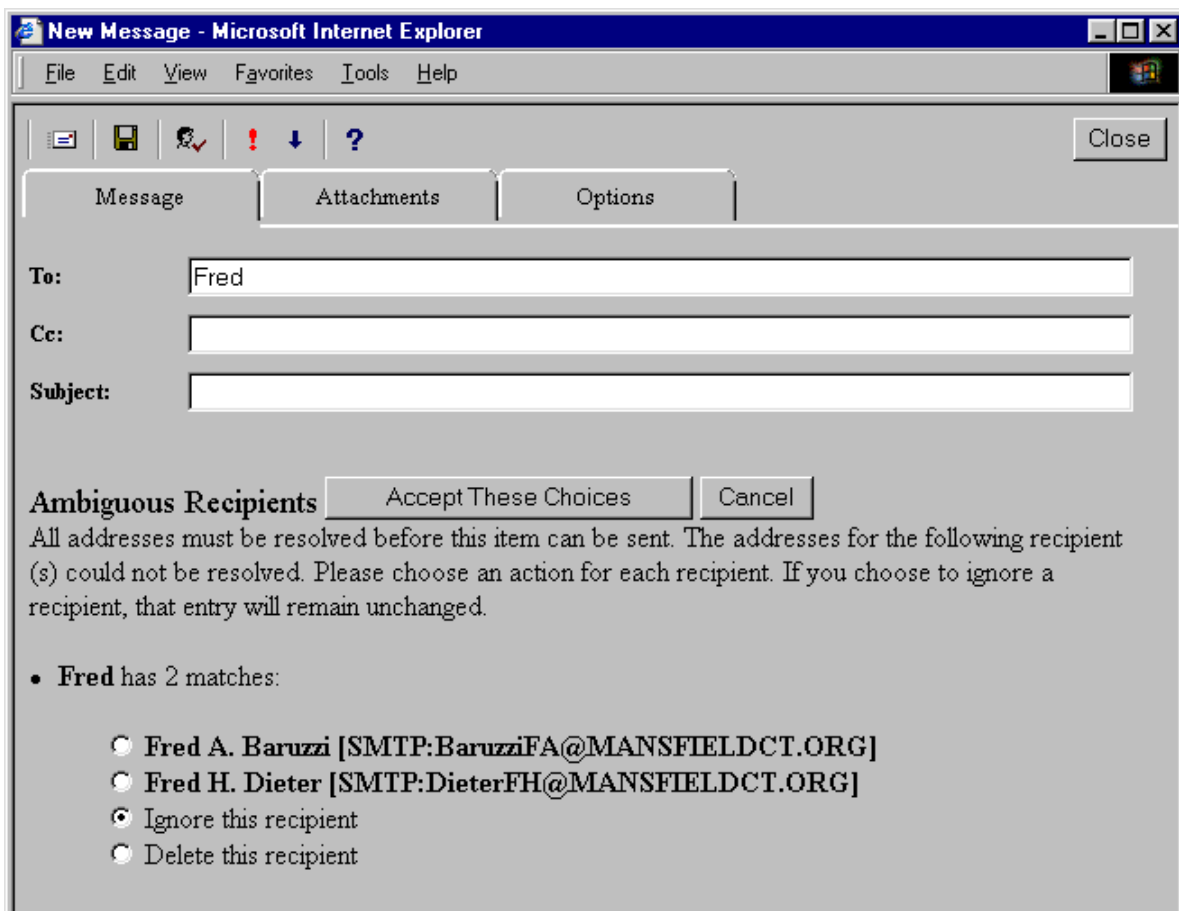 New Message - Microsoft Internet Explorer
File Edit View Favorites Tools Help
! ? Close
Message Attachments Options
To: Fred
Cc:
Subject:
Ambiguous Recipients Accept These Choices Cancel
All addresses must be resolved before this item can be sent. The addresses for the following recipient
(s) could not be resolved. Please choose an action for each recipient. If you choose to ignore a
recipient, that entry will remain unchanged.
• Fred has 2 matches:
Fred A. Baruzzi [SMTP:BaruzziFA@MANSFIELDCT.ORG]
Fred H. Dieter [SMTP:DieterFH@MANSFIELDCT.ORG]
Ignore this recipient
Delete this recipient